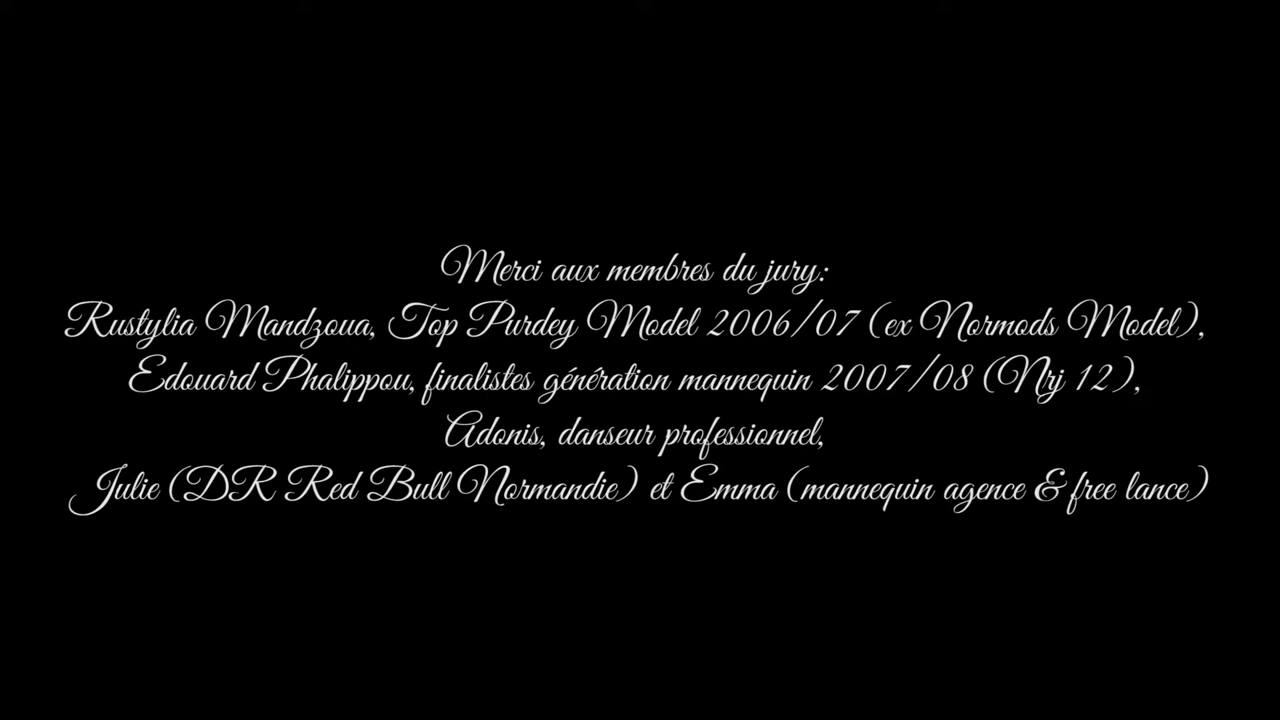 Merci aux membres du jury:
Rustylia Mandzoua, Top Purdey Model 2006/07 (ex Normods Model),
Edouard Phalippou, finalistes génération mannequin 2007/08 (Nrj 12),
Adonis, danseur professionnel,
Julie (DR Red Bull Normandie) et Emma (mannequin agence & free lance)